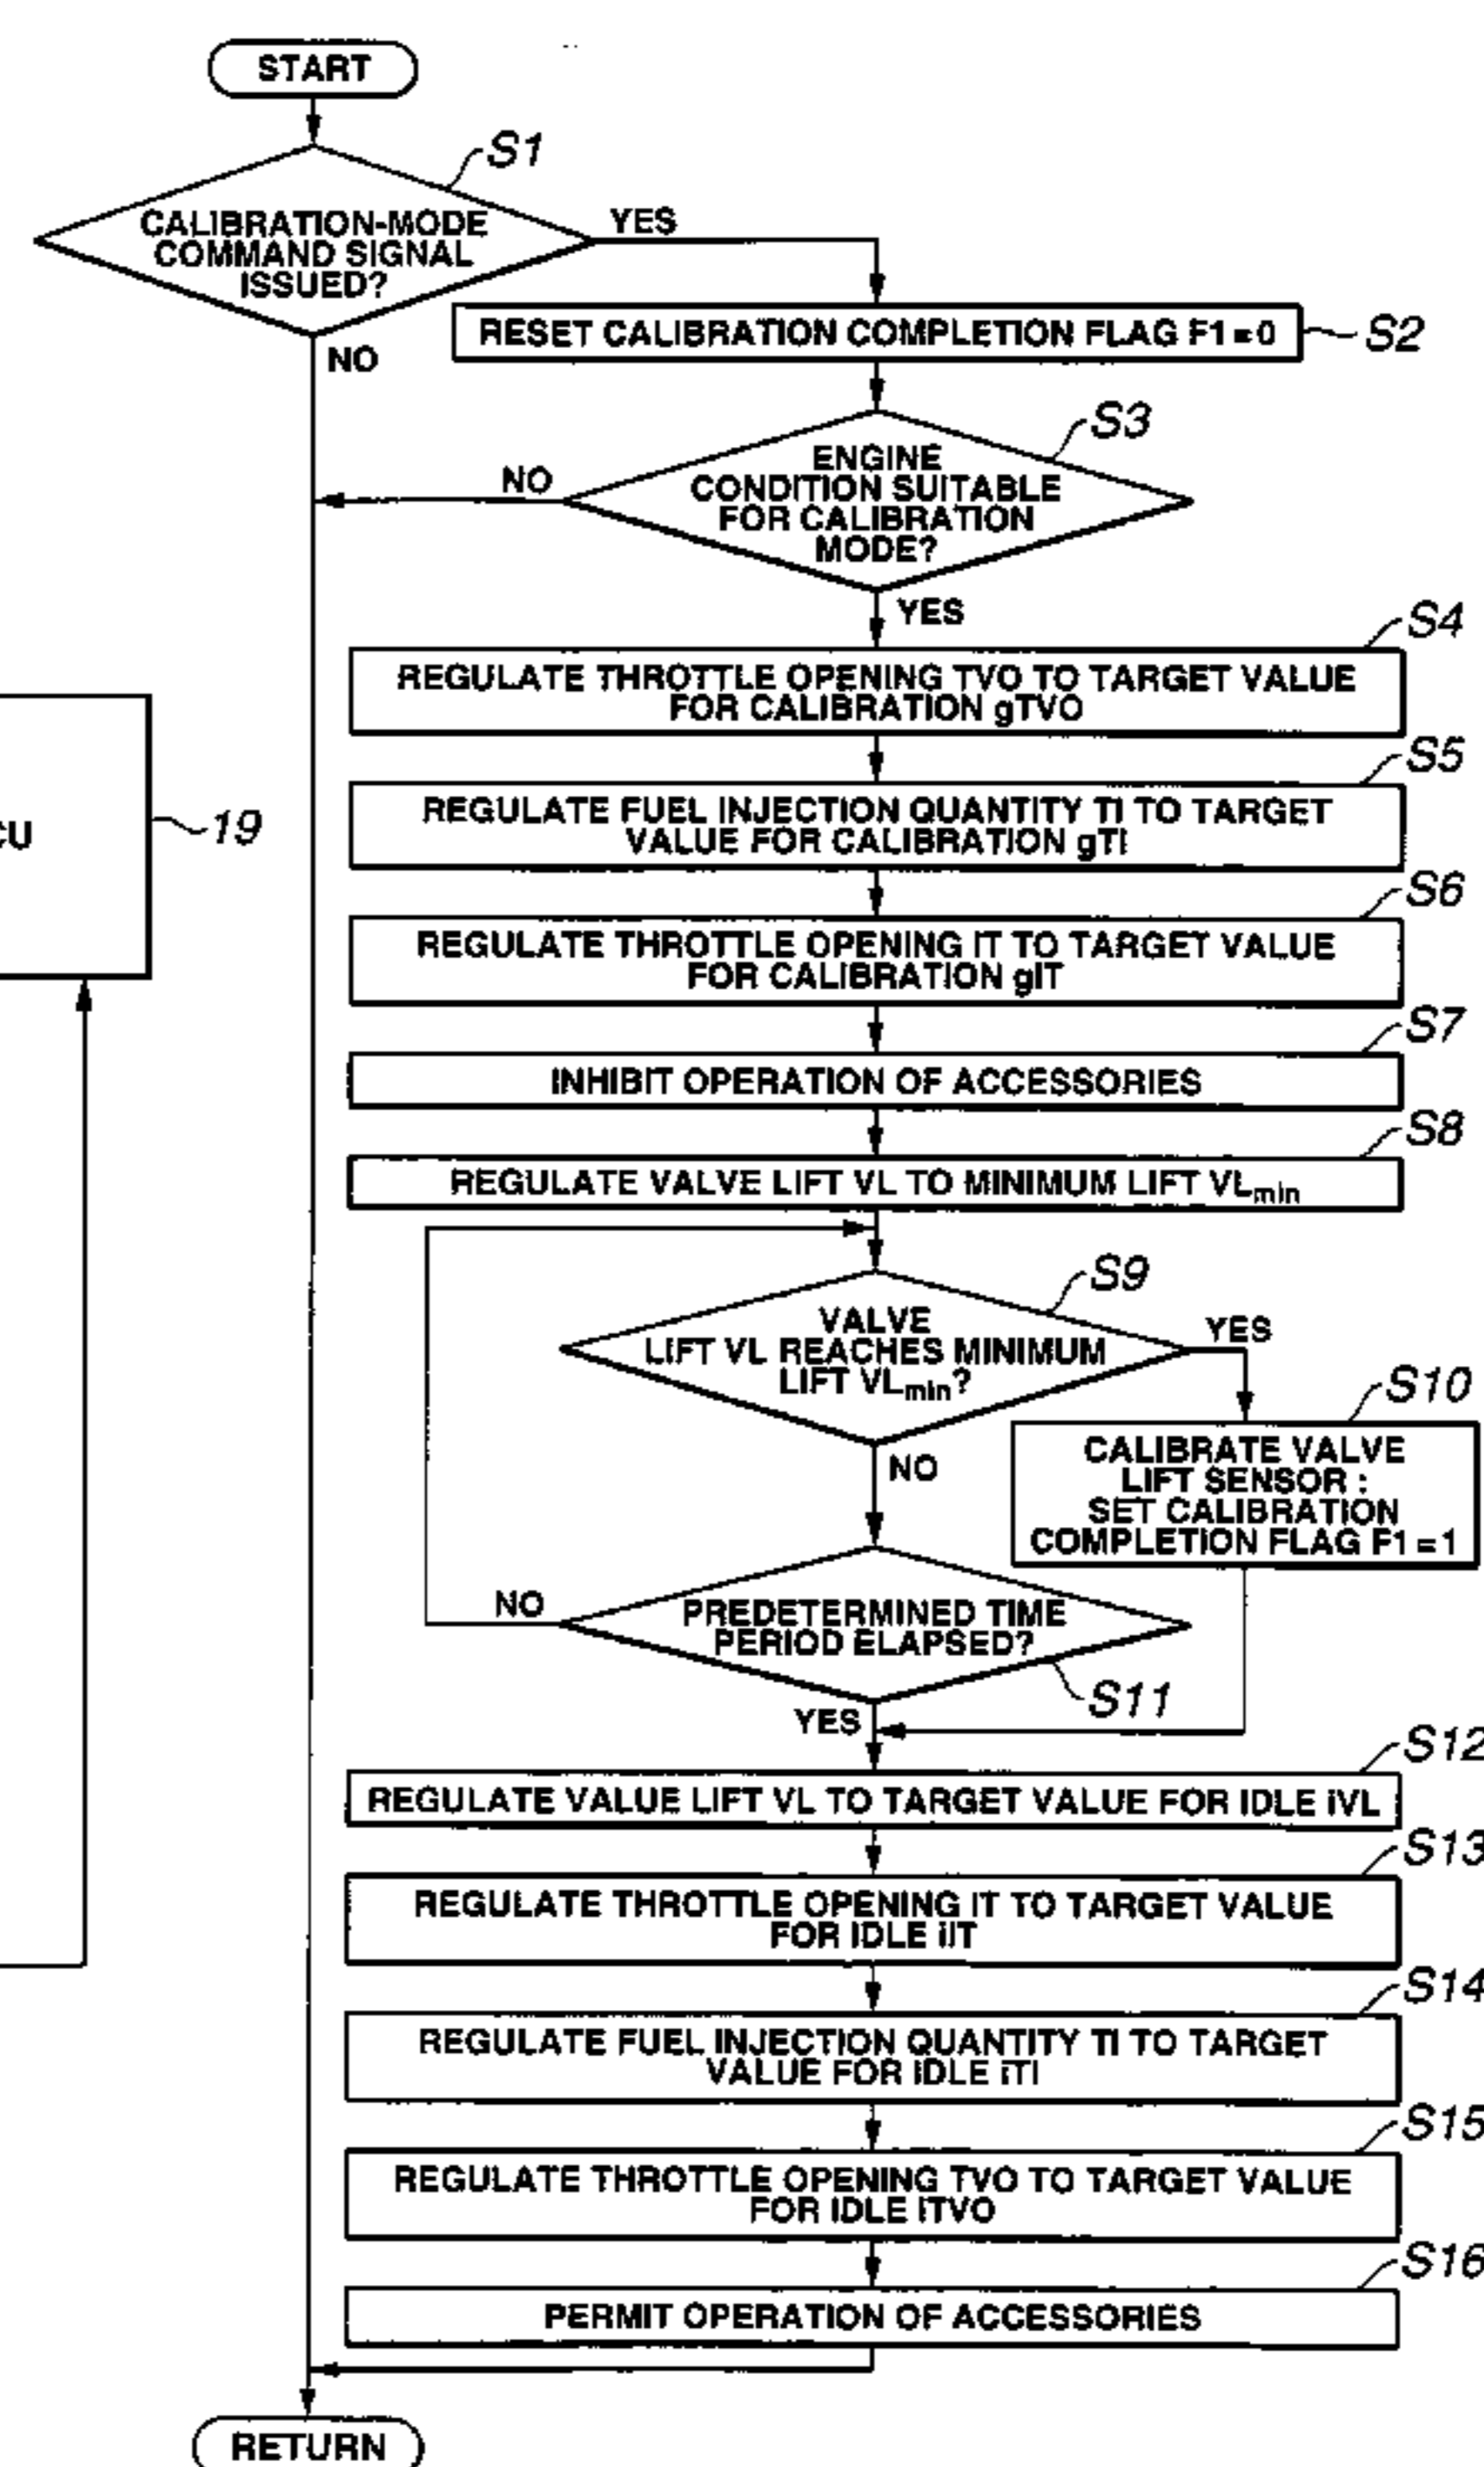 START
S1
CALIBRATION-MODE
COMMAND SIGNAL
ISSUED?
YES
NO
RESET CALIBRATION COMPLETION FLAG F1=0
S2
S3
ENGINE
CONDITION SUITABLE
FOR CALIBRATION
MODE?
NO
YES
S4
REGULATE THROTTLE OPENING TVO TO TARGET VALUE
FOR CALIBRATION gTVO
S5
REGULATE FUEL INJECTION QUANTITY TI TO TARGET
VALUE FOR CALIBRATION gTI
CU
19
S6
REGULATE THROTTLE OPENING IT TO TARGET VALUE
FOR CALIBRATION gIT
S7
INHIBIT OPERATION OF ACCESSORIES
S8
REGULATE VALVE LIFT VL TO MINIMUM LIFT VLmin
S9
VALVE
LIFT VL REACHES MINIMUM
LIFT VLmin?
YES
NO
S10
CALIBRATE VALVE
LIFT SENSOR :
SET CALIBRATION
COMPLETION FLAG F1=1
NO
PREDETERMINED TIME
PERIOD ELAPSED?
S11
YES
S12
REGULATE VALUE LIFT VL TO TARGET VALUE FOR IDLE iVL
S13
REGULATE THROTTLE OPENING IT TO TARGET VALUE
FOR IDLE iIT
S14
REGULATE FUEL INJECTION QUANTITY TI TO TARGET
VALUE FOR IDLE iTI
S15
REGULATE THROTTLE OPENING TVO TO TARGET VALUE
FOR IDLE iTVO
S16
PERMIT OPERATION OF ACCESSORIES
RETURN